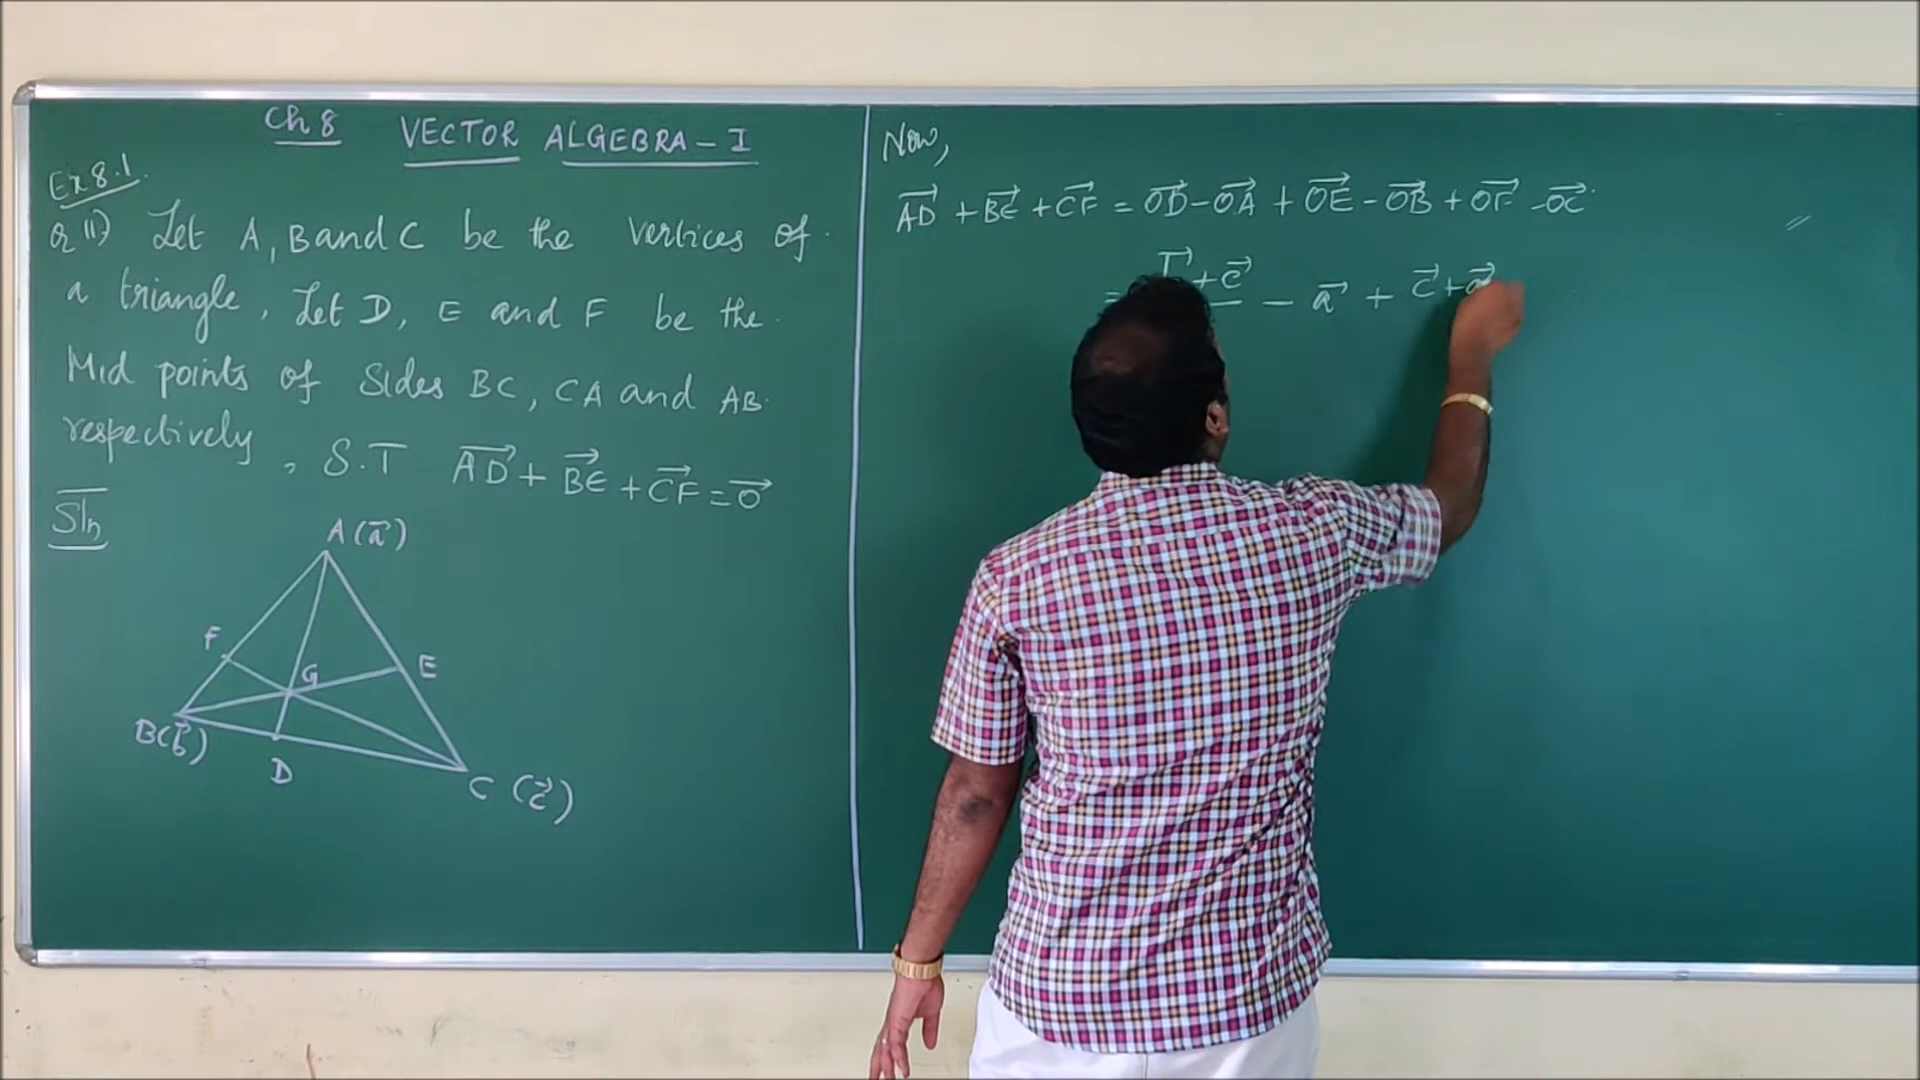 Ch 8 VECTOR ALGEBRA – I
Ex 8.1.
Q 11) Let A, B and C be the vertices of
a triangle, Let D, E and F be the
Mid points of Sides BC, CA and AB
respectively, S.T AD→ + BE→ + CF→ = O→
Sln
A (a→)
F
E
G
B(b→)
D
C (c→)
Now,
AD→ + BE→ + CF→ = OD→ – OA→ + OE→ – OB→ + OF→ – OC→
= + c→ – a→ + c→ + a→